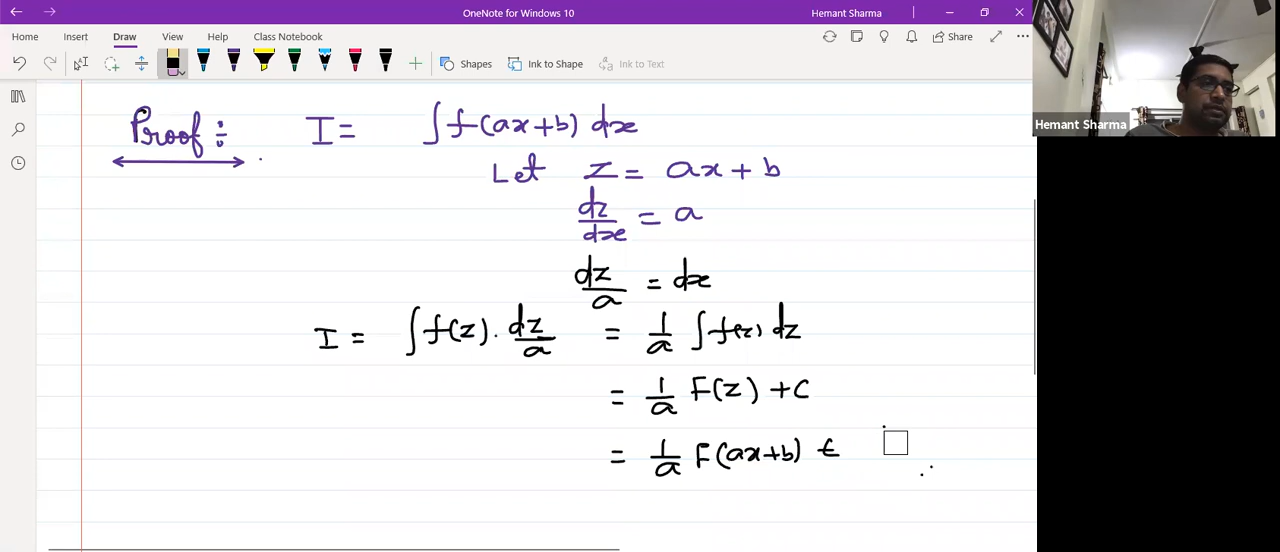 OneNote for Windows 10
Hemant Sharma
Home Insert Draw View Help Class Notebook
Share
Shapes Ink to Shape Ink to Text
Hemant Sharma
Proof : I = ∫ f(ax+b) dx
Let z = ax + b
dz/dx = a
dz/a = dx
I = ∫ f(z) . dz/a = 1/a ∫ f(z) dz
= 1/a F(z) + C
= 1/a F(ax+b)